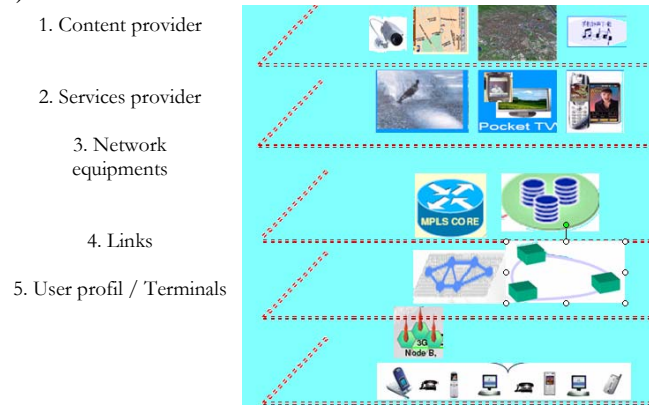 1. Content provider
2. Services provider
Pocket TV
3. Network
equipments
MPLS CORE
4. Links
5. User profil / Terminals
3G
Node B,